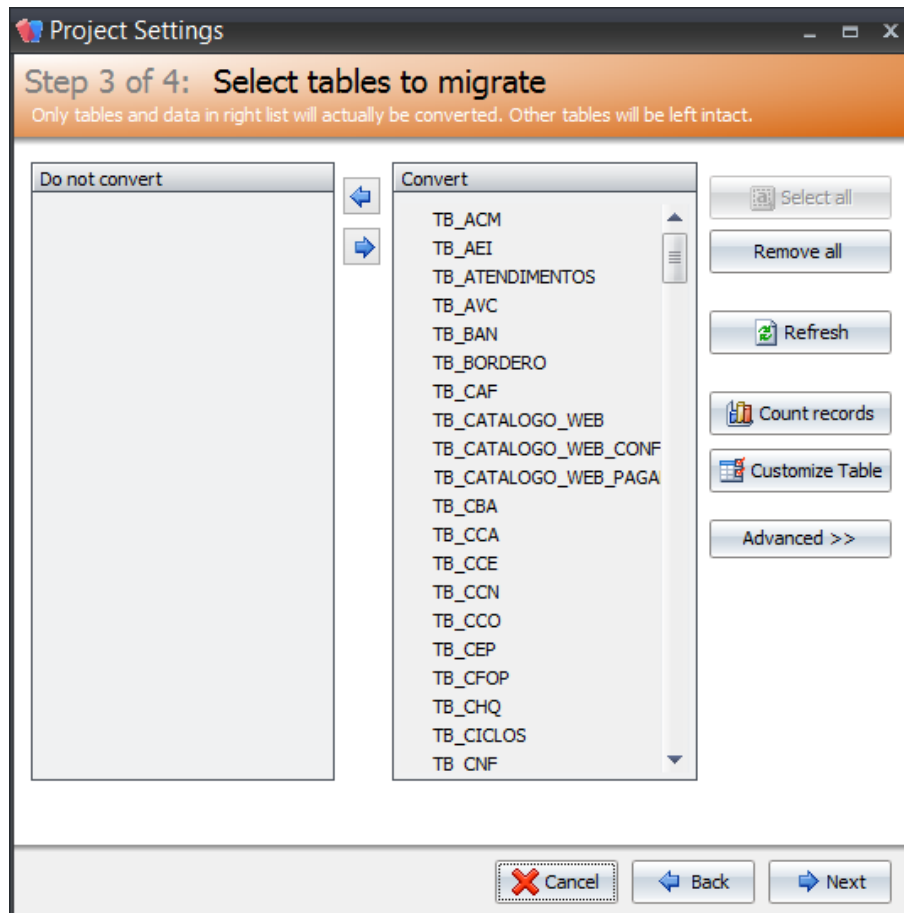 Project Settings
Step 3 of 4: Select tables to migrate
Only tables and data in right list will actually be converted. Other tables will be left intact.
Do not convert
Convert
TB_ACM
TB_AEI
TB_ATENDIMENTOS
TB_AVC
TB_BAN
TB_BORDERO
TB_CAF
TB_CATALOGO_WEB
TB_CATALOGO_WEB_CONF
TB_CATALOGO_WEB_PAGA
TB_CBA
TB_CCA
TB_CCE
TB_CCN
TB_CCO
TB_CEP
TB_CFOP
TB_CHQ
TB_CICLOS
TB_CNF
Select all
Remove all
Refresh
Count records
Customize Table
Advanced >>
Cancel
Back
Next